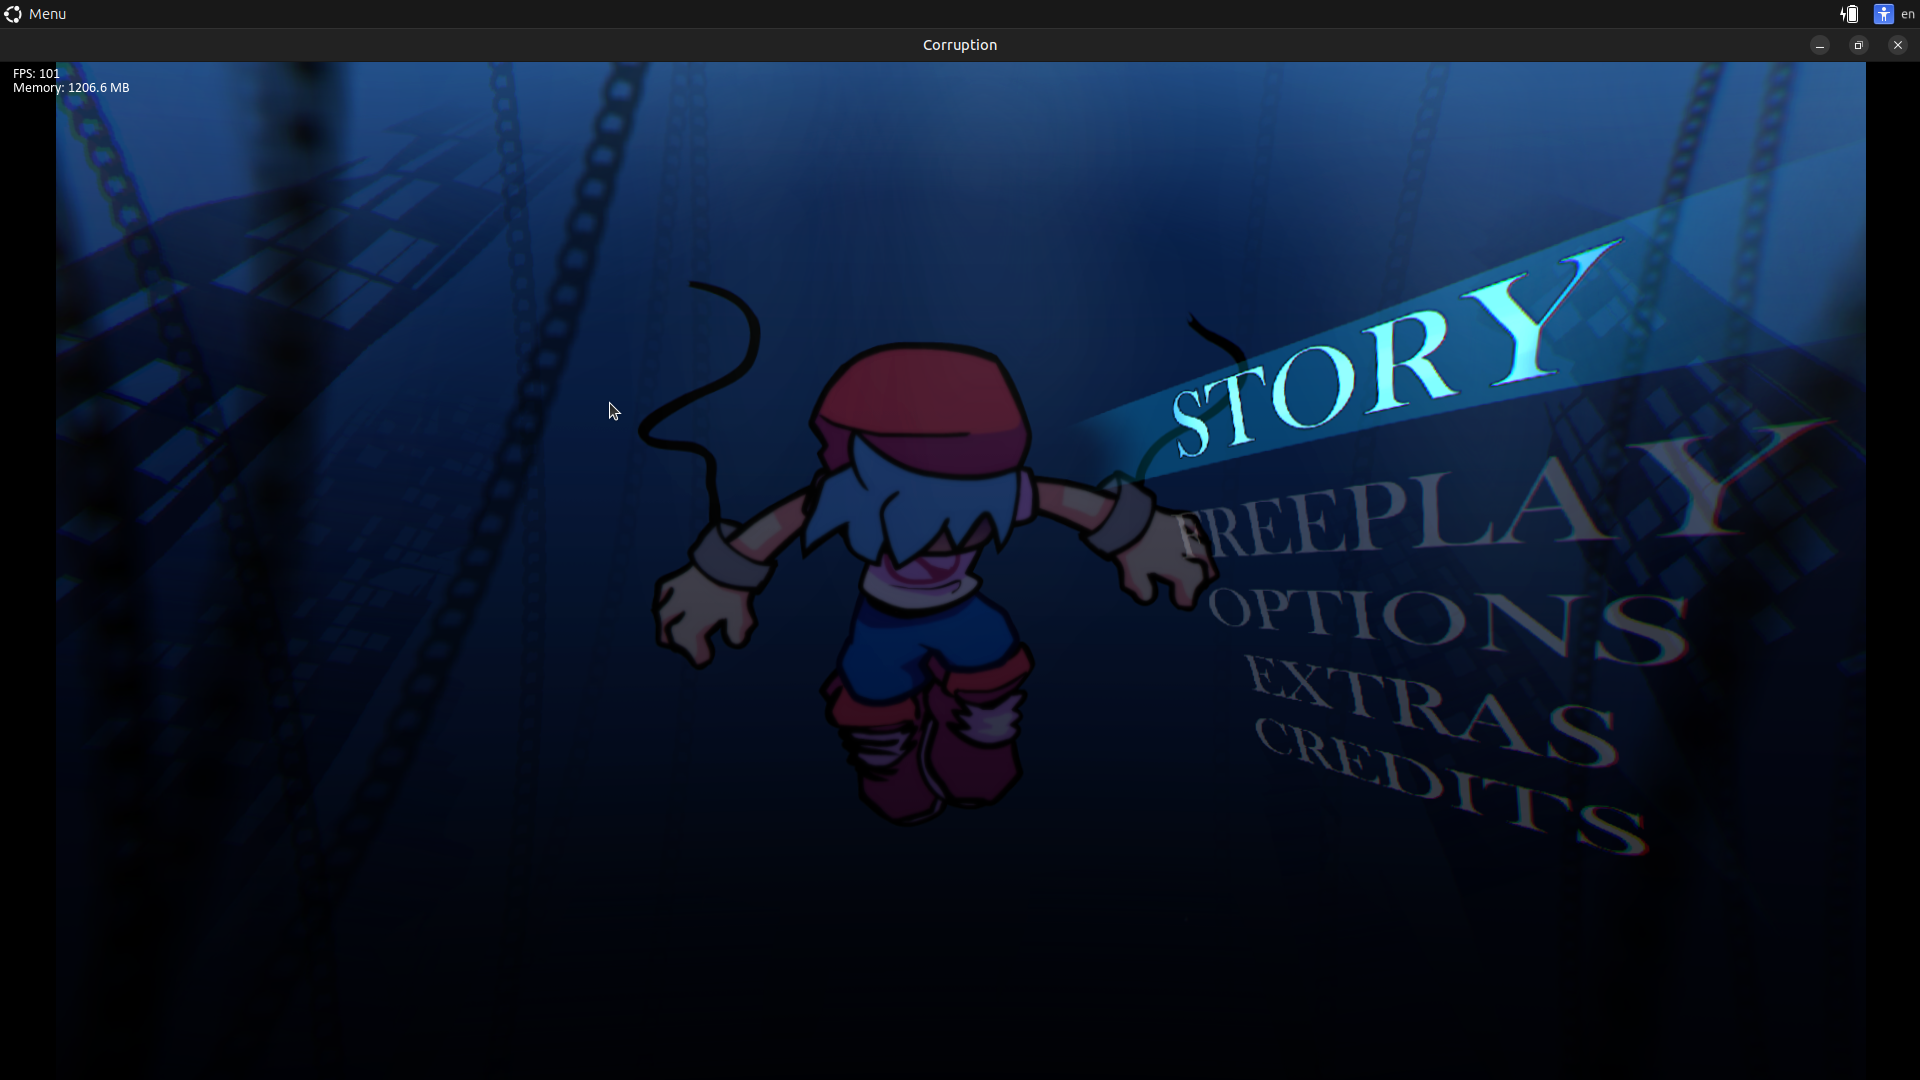 Menu
en
Corruption
FPS: 101
Memory: 1206.6 MB
STORY
FREEPLAY
OPTIONS
EXTRAS
CREDITS